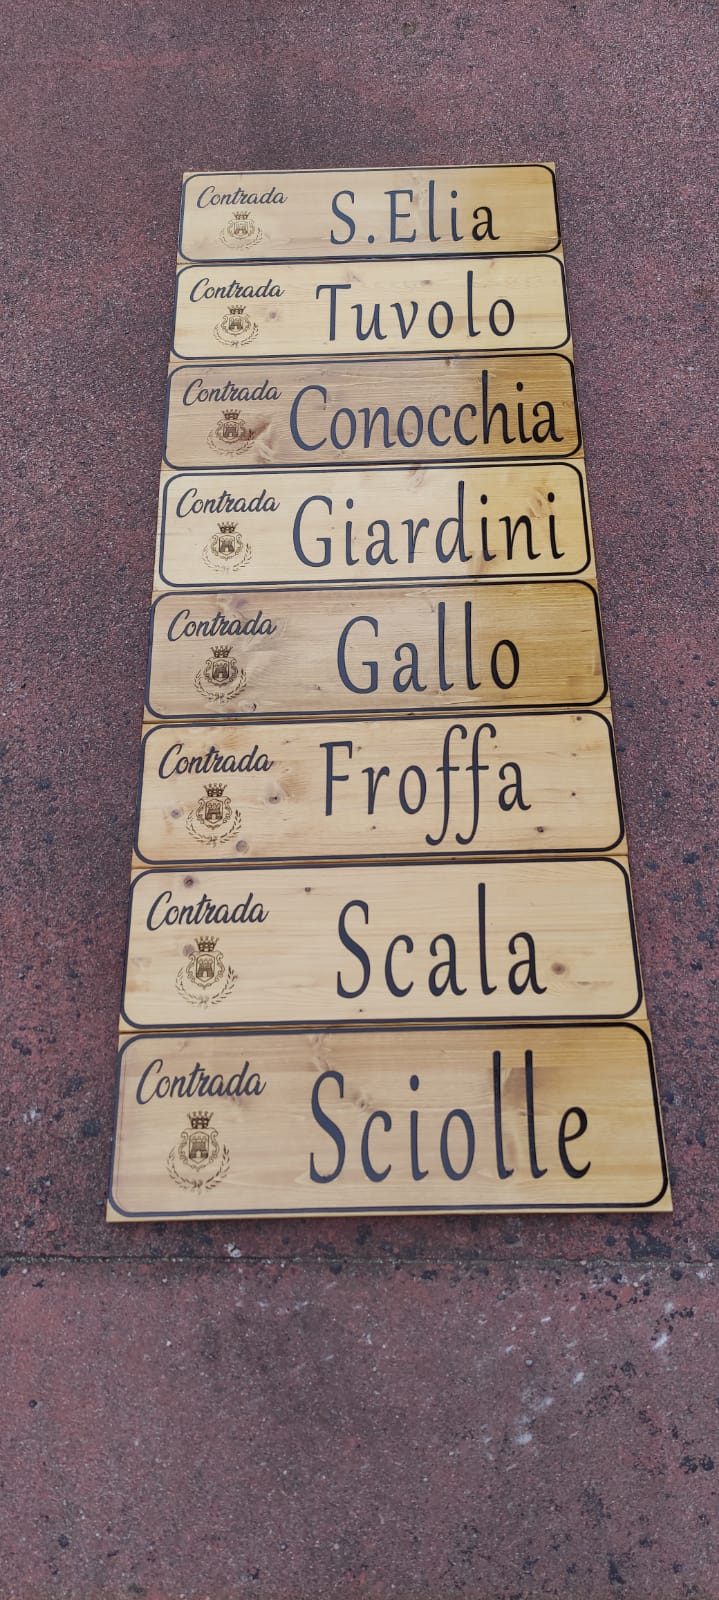 Contrada
S.Elia
Contrada
Tuvolo
Contrada
Conocchia
Contrada
Giardini
Contrada
Gallo
Contrada
Froffa
Contrada
Scala
Contrada
Sciolle